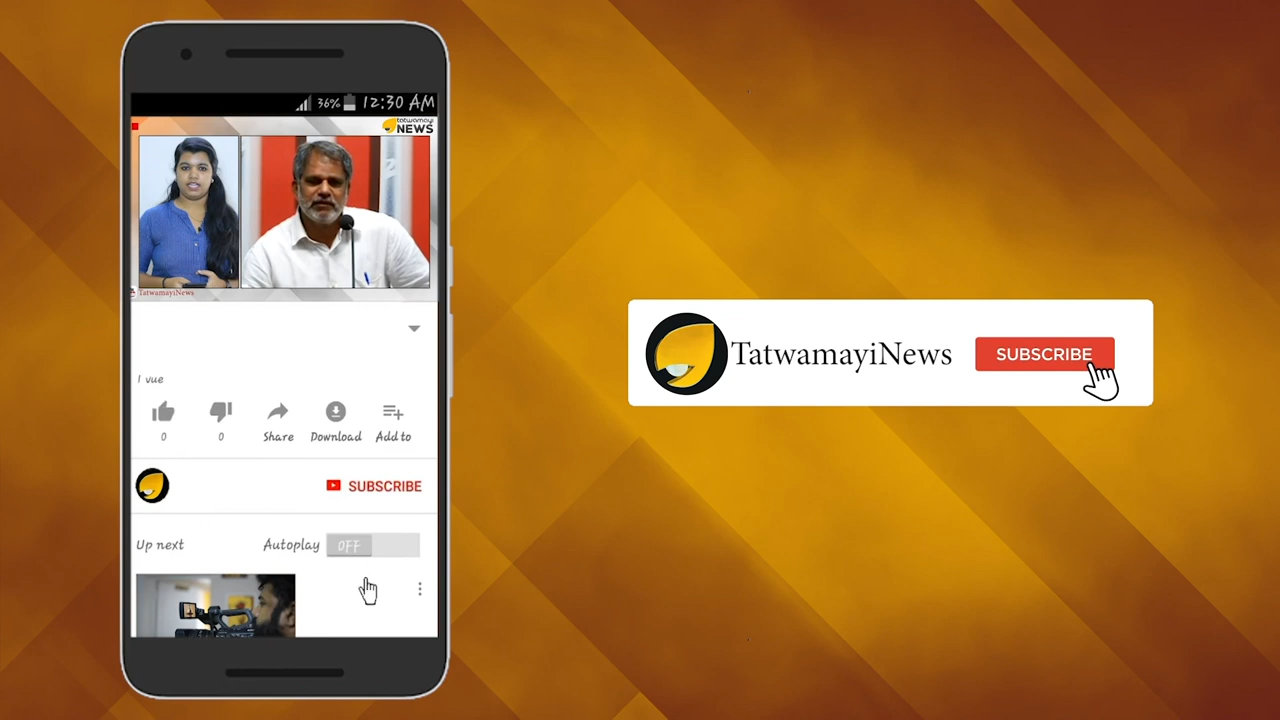 36% 12:30 AM
tatwamayi
NEWS
TatwamayiNews
1 vue
0 0 Share Download Add to
SUBSCRIBE
Up next Autoplay OFF
TatwamayiNews SUBSCRIBE